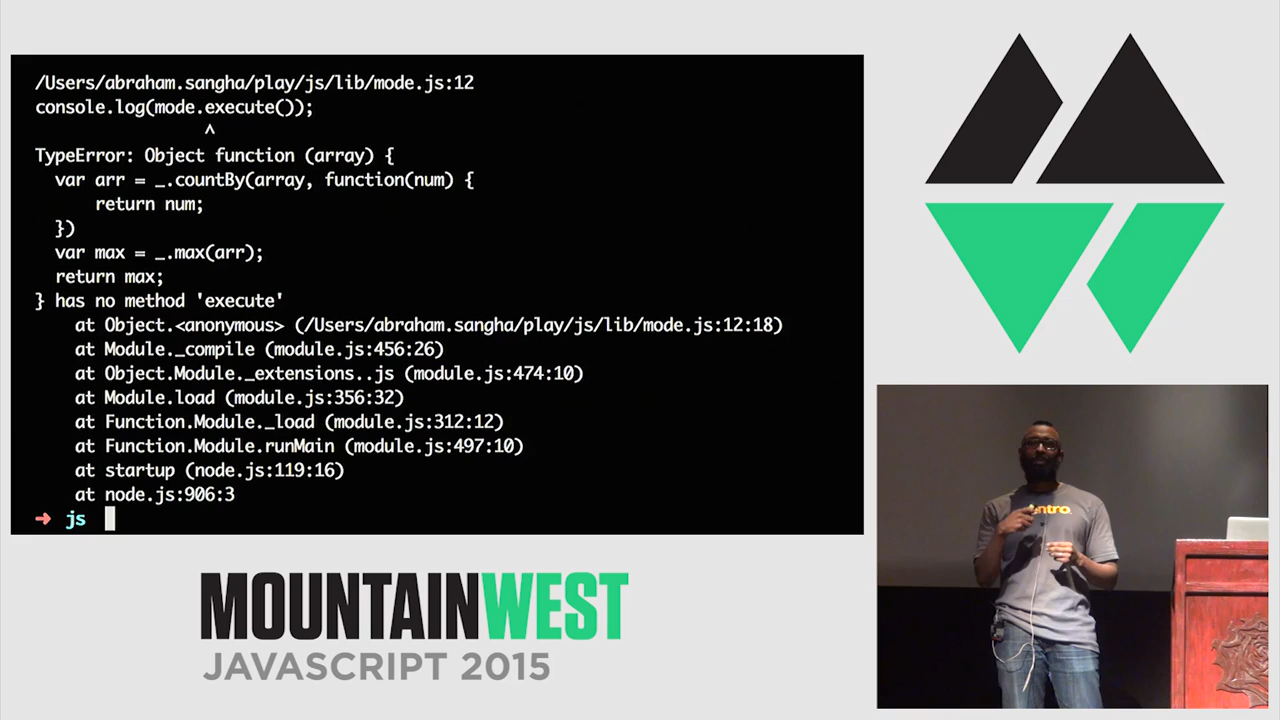 /Users/abraham.sangha/play/js/lib/mode.js:12
console.log(mode.execute());
^
TypeError: Object function (array) {
var arr = _.countBy(array, function(num) {
return num;
})
var max = _.max(arr);
return max;
} has no method 'execute'
at Object.<anonymous> (/Users/abraham.sangha/play/js/lib/mode.js:12:18)
at Module._compile (module.js:456:26)
at Object.Module._extensions..js (module.js:474:10)
at Module.load (module.js:356:32)
at Function.Module._load (module.js:312:12)
at Function.Module.runMain (module.js:497:10)
at startup (node.js:119:16)
at node.js:906:3
➜ js
MOUNTAINWEST
JAVASCRIPT 2015